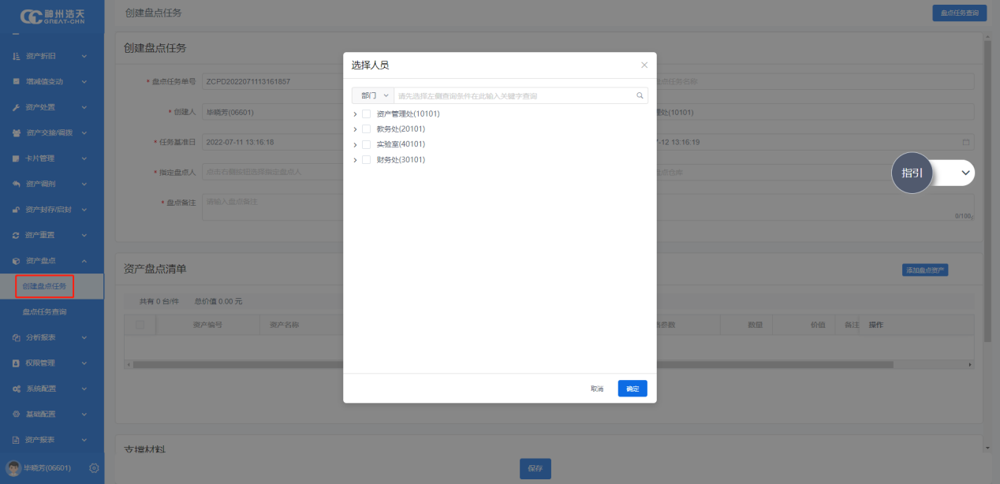 神州浩天
GREAT-CHN
资产折旧
增减值变动
资产处置
资产交接/调拨
卡片管理
资产调剂
资产封存/启封
资产重置
资产盘点
创建盘点任务
盘点任务查询
分析报表
权限管理
系统配置
基础配置
资产报表
毕晓芳(06601)
创建盘点任务
盘点任务查询
创建盘点任务
* 盘点任务单号 ZCPD2022071113161857
点任务名称
* 创建人 毕晓芳(06601)
理处(10101)
* 任务基准日 2022-07-11 13:16:18
7-12 13:16:19
* 指定盘点人 点击右侧按钮选择指定盘点人
点仓库
* 盘点备注 请输入盘点备注
0/100
指引
选择人员
部门 请先选择左侧查询条件在此输入关键字查询
资产管理处(10101)
教务处(20101)
实验室(40101)
财务处(30101)
取消 确定
资产盘点清单
添加盘点资产
共有 0 台/件 总价值 0.00 元
资产编号 资产名称 格参数 数量 价值 备注 操作
支撑材料
保存